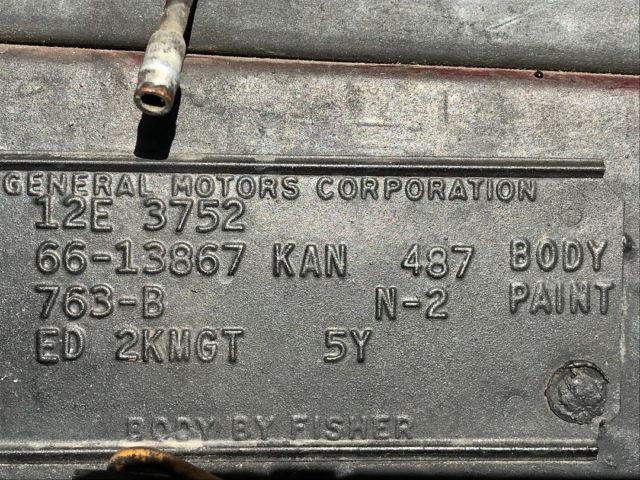 GENERAL MOTORS CORPORATION
12E 3752
66-13867 KAN 487 BODY
763-B N-2 PAINT
ED 2KMGT 5Y
BODY BY FISHER